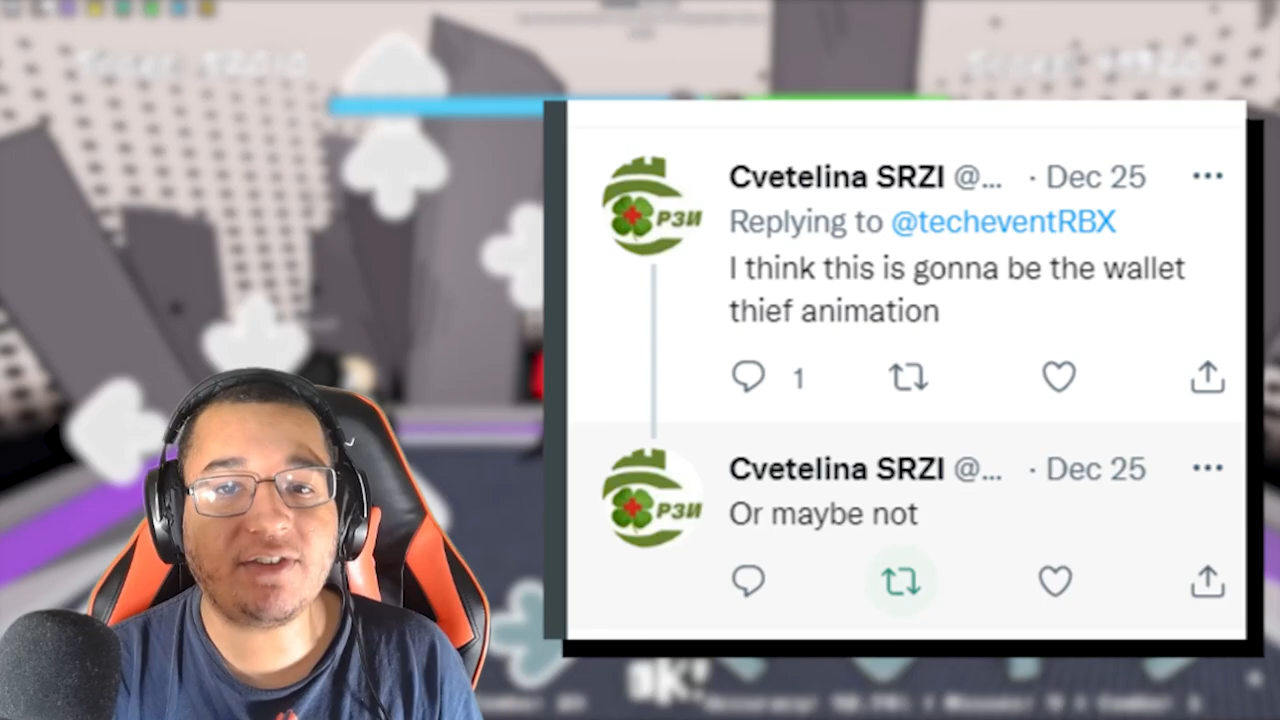 Cvetelina SRZI @... · Dec 25
Replying to @techeventRBX
I think this is gonna be the wallet
thief animation
1
Cvetelina SRZI @... · Dec 25
Or maybe not
РЗИ
РЗИ